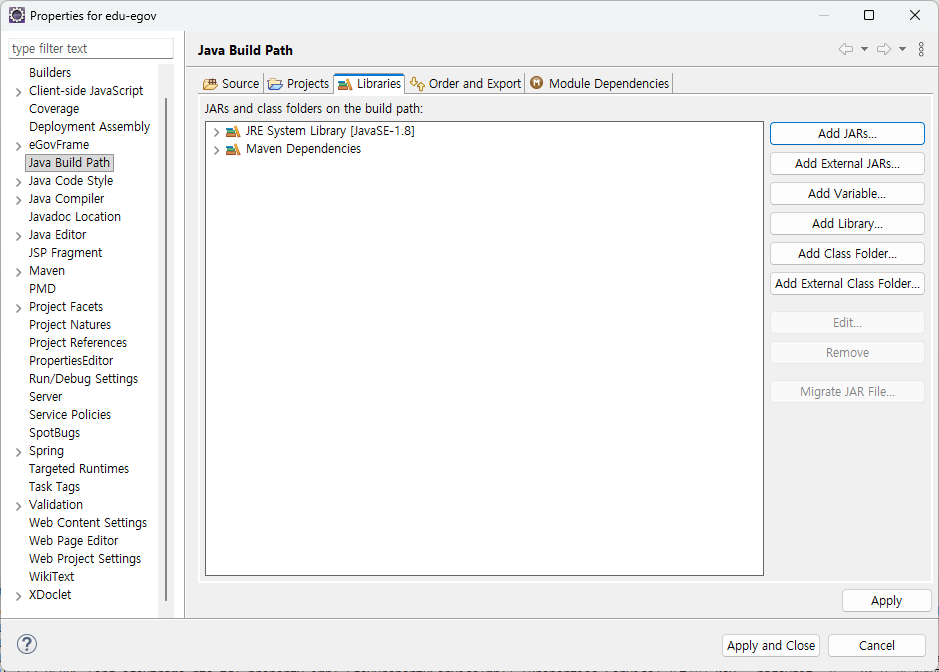 Properties for edu-egov
type filter text
Builders
Client-side JavaScript
Coverage
Deployment Assembly
eGovFrame
Java Build Path
Java Code Style
Java Compiler
Javadoc Location
Java Editor
JSP Fragment
Maven
PMD
Project Facets
Project Natures
Project References
PropertiesEditor
Run/Debug Settings
Server
Service Policies
SpotBugs
Spring
Targeted Runtimes
Task Tags
Validation
Web Content Settings
Web Page Editor
Web Project Settings
WikiText
XDoclet
Java Build Path
Source Projects Libraries Order and Export M Module Dependencies
JARs and class folders on the build path:
JRE System Library [JavaSE-1.8]
Maven Dependencies
Add JARs...
Add External JARs...
Add Variable...
Add Library...
Add Class Folder...
Add External Class Folder...
Edit...
Remove
Migrate JAR File...
Apply
?
Apply and Close
Cancel